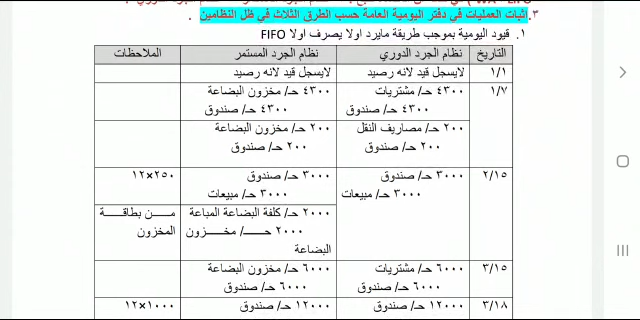 ٣. اثبات العمليات في دفتر اليومية العامة حسب الطرق الثلاث في ظل النظامين .
١. قيود اليومية بموجب طريقة مايرد اولا يصرف اولا FIFO
التاريخ نظام الجرد الدوري نظام الجرد المستمر الملاحظات
١/١ لايسجل قيد لانه رصيد لايسجل قيد لانه رصيد
١/٧ ٤٣٠٠ حـ/ مشتريات ٤٣٠٠ حـ/ مخزون البضاعة
٤٣٠٠ حـ/ صندوق ٤٣٠٠ حـ/ صندوق
٢٠٠ حـ/ مصاريف النقل ٢٠٠ حـ/ مخزون البضاعة
٢٠٠ حـ/ صندوق ٢٠٠ حـ/ صندوق
٢/١٥ ٣٠٠٠ حـ/ صندوق ٣٠٠٠ حـ/ صندوق ١٢×٢٥٠
٣٠٠٠ حـ/ مبيعات ٣٠٠٠ حـ/ مبيعات
٢٠٠٠ حـ/ كلفة البضاعة المباعة مـــن بطاقـــة
٢٠٠٠ حـــ/ مخـــزون المخزون
البضاعة
٣/١٥ ٦٠٠٠ حـ/ مشتريات ٦٠٠٠ حـ/ مخزون البضاعة
٦٠٠٠ حـ/ صندوق ٦٠٠٠ حـ/ صندوق
٣/١٨ ١٢٠٠٠ حـ/ صندوق ١٢٠٠٠ حـ/ صندوق ١٢×١٠٠٠